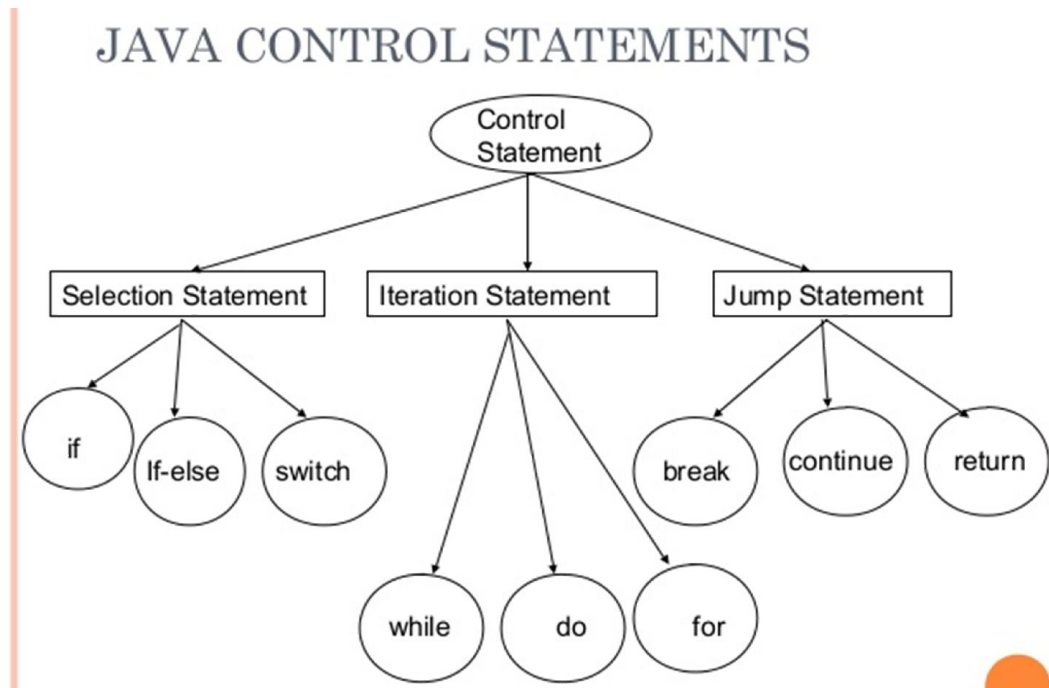 JAVA CONTROL STATEMENTS
Control
Statement
Selection Statement
Iteration Statement
Jump Statement
if
If-else
switch
while
do
for
break
continue
return